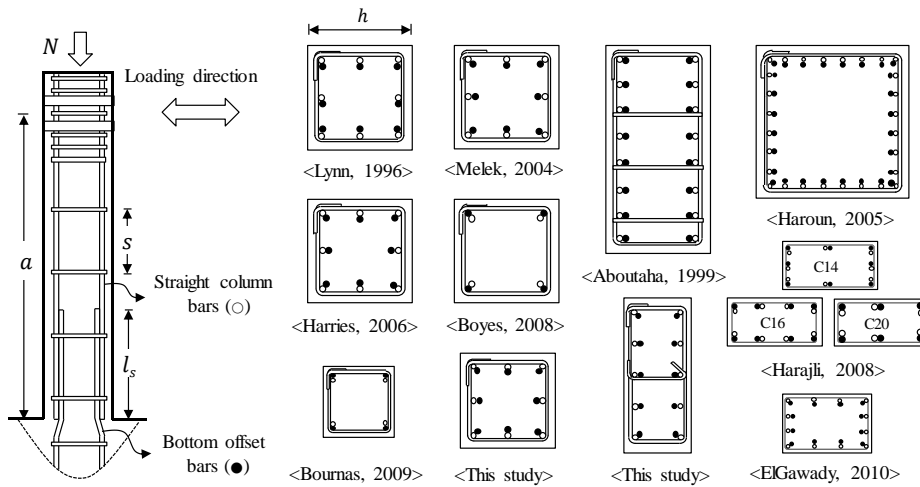 N
Loading
direction
h
a
s
l_s
Straight column
bars (○)
Bottom offset
bars (●)
<Lynn, 1996>
<Melek, 2004>
<Aboutaha, 1999>
<Haroun, 2005>
<Harries, 2006>
<Boyes, 2008>
C14
C16
C20
<Harajli, 2008>
<Bournas, 2009>
<This study>
<This study>
<ElGawady, 2010>